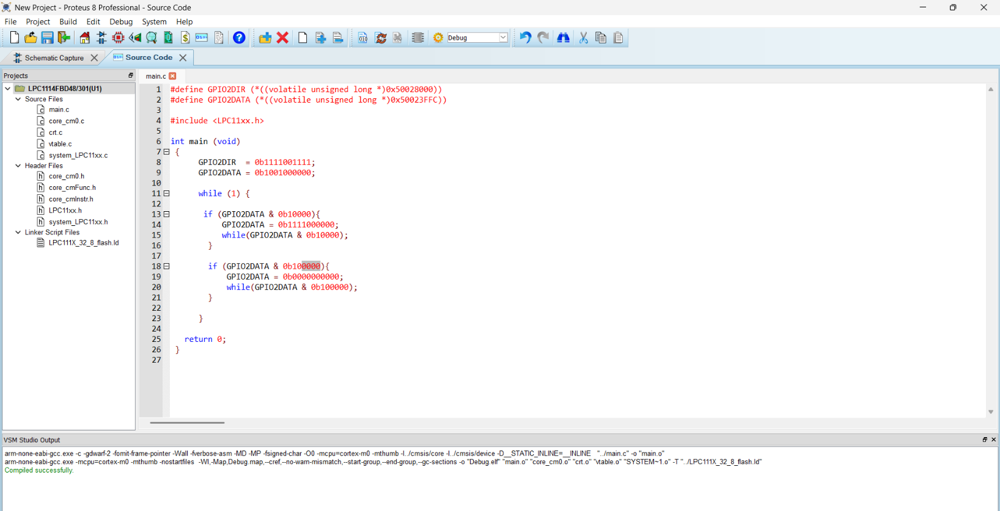 New Project - Proteus 8 Professional - Source Code
File Project Build Edit Debug System Help
Debug
Schematic Capture
Source Code
Projects
LPC1114FBD48/301(U1)
Source Files
main.c
core_cm0.c
crt.c
vtable.c
system_LPC11xx.c
Header Files
core_cm0.h
core_cmFunc.h
core_cmInstr.h
LPC11xx.h
system_LPC11xx.h
Linker Script Files
LPC111X_32_8_flash.ld
main.c
1 #define GPIO2DIR (*((volatile unsigned long *)0x50028000))
2 #define GPIO2DATA (*((volatile unsigned long *)0x50023FFC))
3
4 #include <LPC11xx.h>
5
6 int main (void)
7 {
8 GPIO2DIR  = 0b1111001111;
9 GPIO2DATA = 0b1001000000;
10
11 while (1) {
12
13 if (GPIO2DATA & 0b10000){
14 GPIO2DATA = 0b1111000000;
15 while(GPIO2DATA & 0b10000);
16 }
17
18 if (GPIO2DATA & 0b100000){
19 GPIO2DATA = 0b0000000000;
20 while(GPIO2DATA & 0b100000);
21 }
22
23 }
24
25 return 0;
26 }
27
VSM Studio Output
arm-none-eabi-gcc.exe -c -gdwarf-2 -fomit-frame-pointer -Wall -fverbose-asm -MD -MP -fsigned-char -O0 -mcpu=cortex-m0 -mthumb -I../cmsis/core -I../cmsis/device -D__STATIC_INLINE=__INLINE "../main.c" -o "main.o"
arm-none-eabi-gcc.exe -mcpu=cortex-m0 -mthumb -nostartfiles -Wl,-Map,Debug.map,--cref,--no-warn-mismatch,--start-group,--end-group,--gc-sections -o "Debug.elf" "main.o" "core_cm0.o" "crt.o" "vtable.o" "SYSTEM~1.o" -T "../LPC111X_32_8_flash.ld"
Compiled successfully.